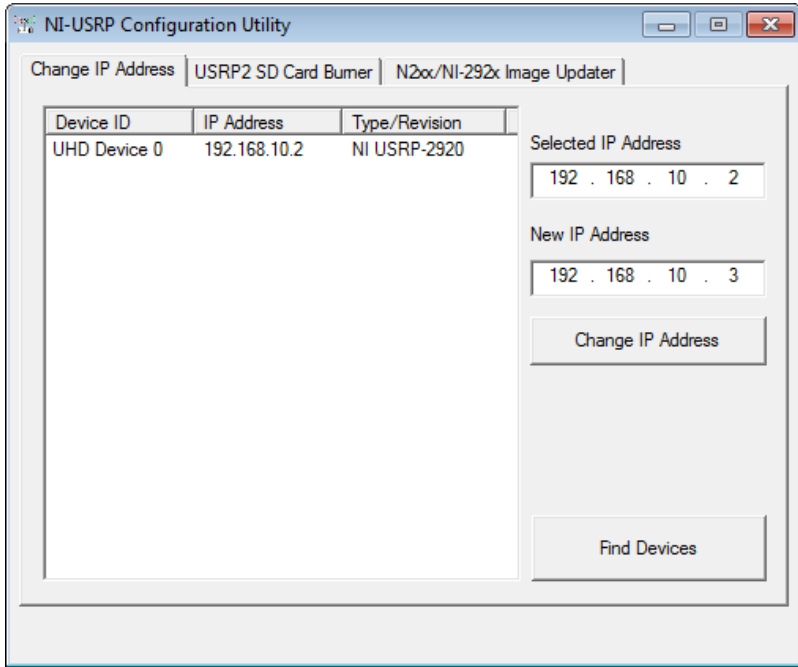 NI-USRP Configuration Utility
Change IP Address USRP2 SD Card Burner N2xx/NI-292x Image Updater
Device ID IP Address Type/Revision
UHD Device 0 192.168.10.2 NI USRP-2920
Selected IP Address
192 . 168 . 10 . 2
New IP Address
192 . 168 . 10 . 3
Change IP Address
Find Devices